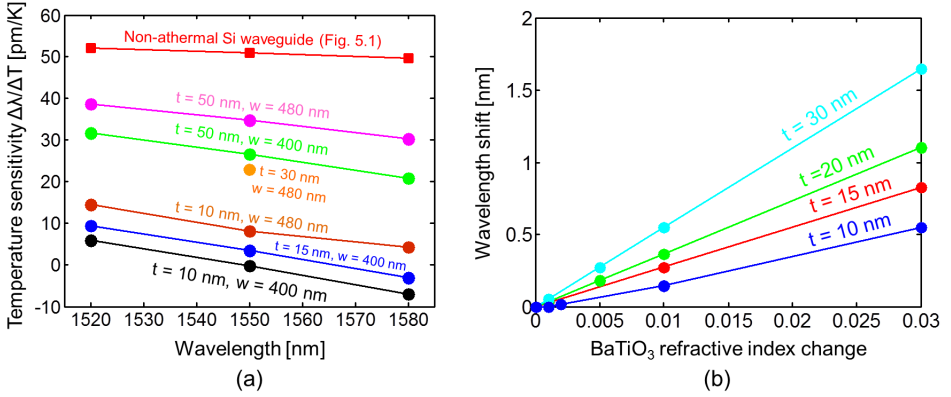 Temperature sensitivity Δλ/ΔT [pm/K]
60
50
40
30
20
10
0
-10
Non-athermal Si waveguide (Fig. 5.1)
t = 50 nm, w = 480 nm
t = 50 nm, w = 400 nm
t = 30 nm
w = 480 nm
t = 10 nm, w = 480 nm
t = 15 nm, w = 400 nm
t = 10 nm, w = 400 nm
1520 1530 1540 1550 1560 1570 1580
Wavelength [nm]
(a)
Wavelength shift [nm]
2
1.5
1
0.5
0
t = 30 nm
t =20 nm
t = 15 nm
t = 10 nm
0 0.005 0.01 0.015 0.02 0.025 0.03
BaTiO₃ refractive index change
(b)